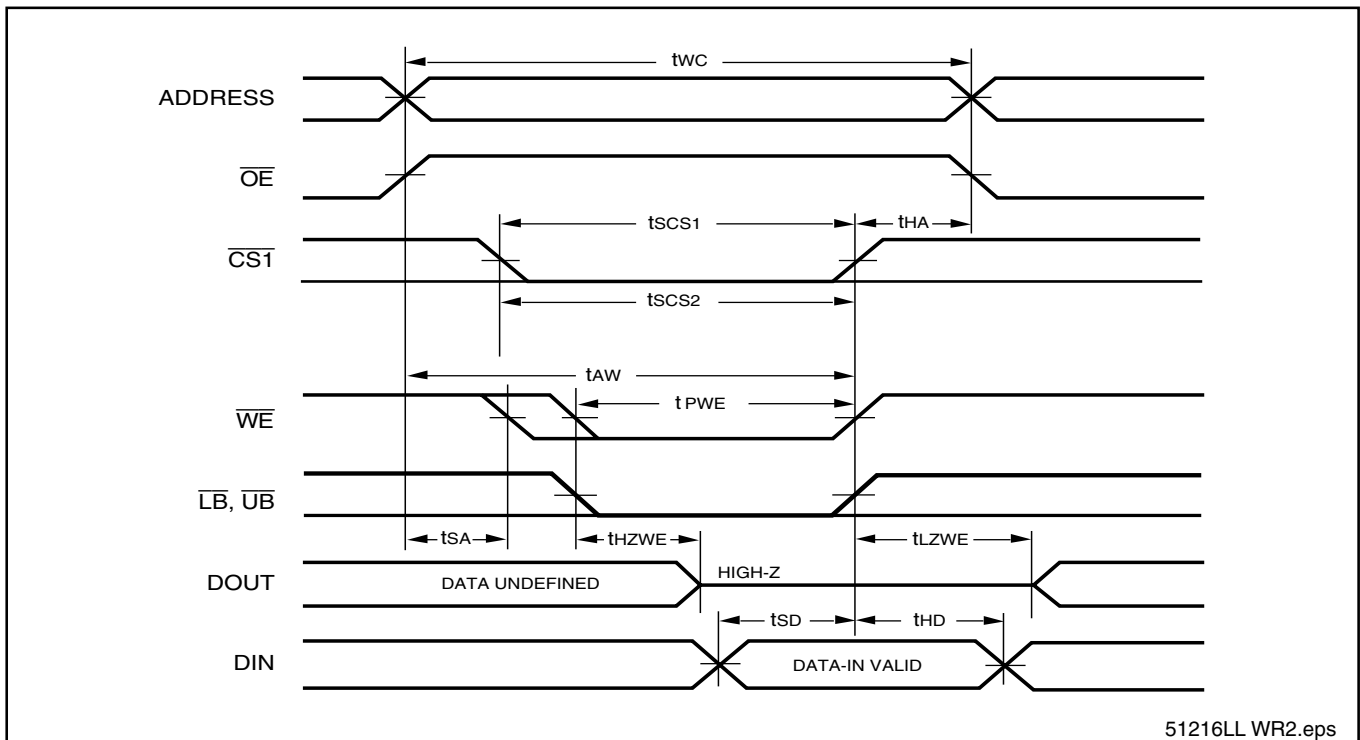 tWC
ADDRESS
OE
tSCS1
tHA
CS1
tSCS2
tAW
tPWE
WE
LB, UB
tSA
tHZWE
tLZWE
DOUT
DATA UNDEFINED
HIGH-Z
tSD
tHD
DIN
DATA-IN VALID
51216LL WR2.eps